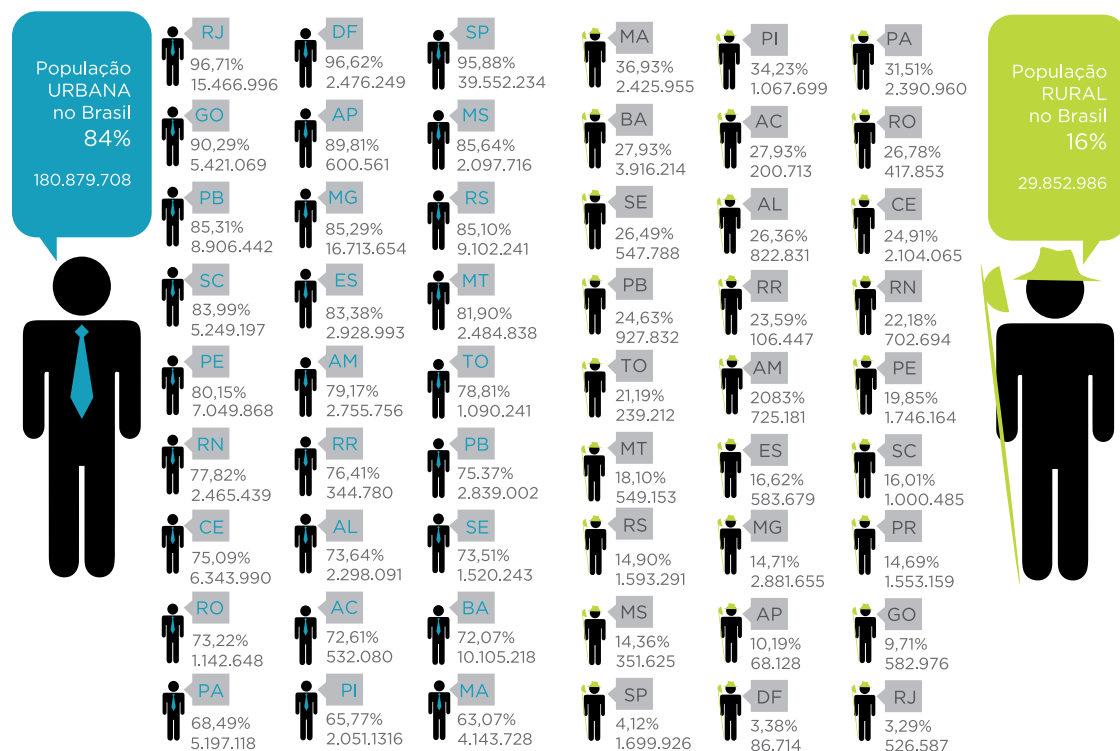 População
URBANA
no Brasil
84%
180.879.708
RJ
96,71%
15.466.996
DF
96,62%
2.476.249
SP
95,88%
39.552.234
GO
90,29%
5.421.069
AP
89,81%
600.561
MS
85,64%
2.097.716
PB
85,31%
8.906.442
MG
85,29%
16.713.654
RS
85,10%
9.102.241
SC
83,99%
5.249.197
ES
83,38%
2.928.993
MT
81,90%
2.484.838
PE
80,15%
7.049.868
AM
79,17%
2.755.756
TO
78,81%
1.090.241
RN
77,82%
2.465.439
RR
76,41%
344.780
PB
75.37%
2.839.002
CE
75,09%
6.343.990
AL
73,64%
2.298.091
SE
73,51%
1.520.243
RO
73,22%
1.142.648
AC
72,61%
532.080
BA
72,07%
10.105.218
PA
68,49%
5.197.118
PI
65,77%
2.051.1316
MA
63,07%
4.143.728
MA
36,93%
2.425.955
PI
34,23%
1.067.699
PA
31,51%
2.390.960
BA
27,93%
3.916.214
AC
27,93%
200.713
RO
26,78%
417.853
SE
26,49%
547.788
AL
26,36%
822.831
CE
24,91%
2.104.065
PB
24,63%
927.832
RR
23,59%
106.447
RN
22,18%
702.694
TO
21,19%
239.212
AM
2083%
725.181
PE
19,85%
1.746.164
MT
18,10%
549.153
ES
16,62%
583.679
SC
16,01%
1.000.485
RS
14,90%
1.593.291
MG
14,71%
2.881.655
PR
14,69%
1.553.159
MS
14,36%
351.625
AP
10,19%
68.128
GO
9,71%
582.976
SP
4,12%
1.699.926
DF
3,38%
86.714
RJ
3,29%
526.587
População
RURAL
no Brasil
16%
29.852.986